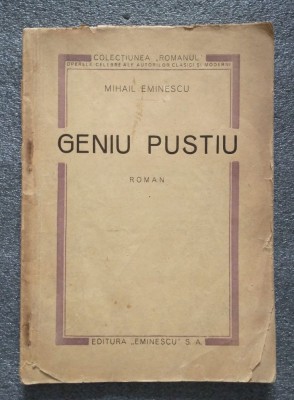 COLECȚIUNEA „ROMANUL"
OPERELE CELEBRE ALE AUTORILOR CLASICI ȘI MODERNI
MIHAIL EMINESCU
GENIU PUSTIU
ROMAN
EDITURA „EMINESCU" S. A.